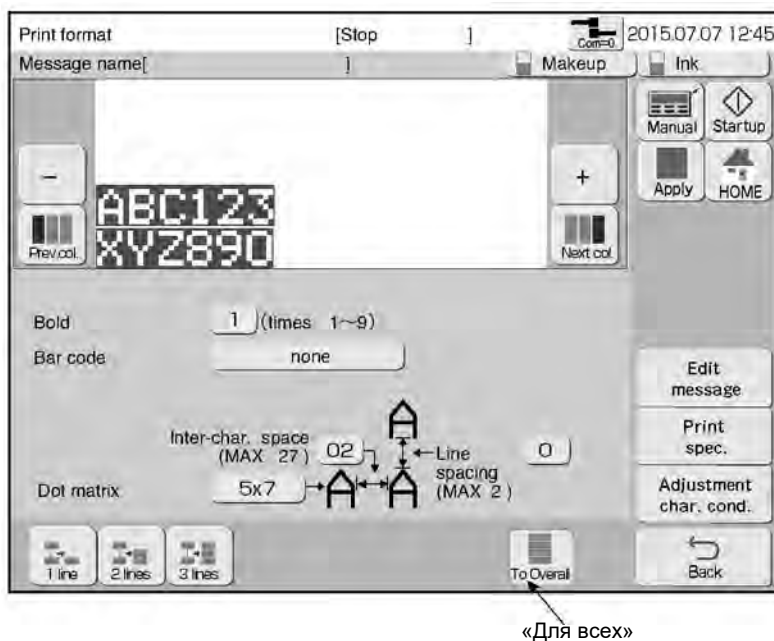 Print format [Stop ] Com=0 2015.07.07 12:45
Message name[ ] Makeup Ink
Manual Startup
Apply HOME
− +
ABC123
XYZ890
Prev.col. Next col.
Bold 1 (times 1~9)
Bar code none
Edit message
Print spec.
Inter-char. space (MAX 27) 02
Line spacing (MAX 2) 0
Dot matrix 5x7
Adjustment char. cond.
1 line 2 lines 3 lines To Overall Back
«Для всех»